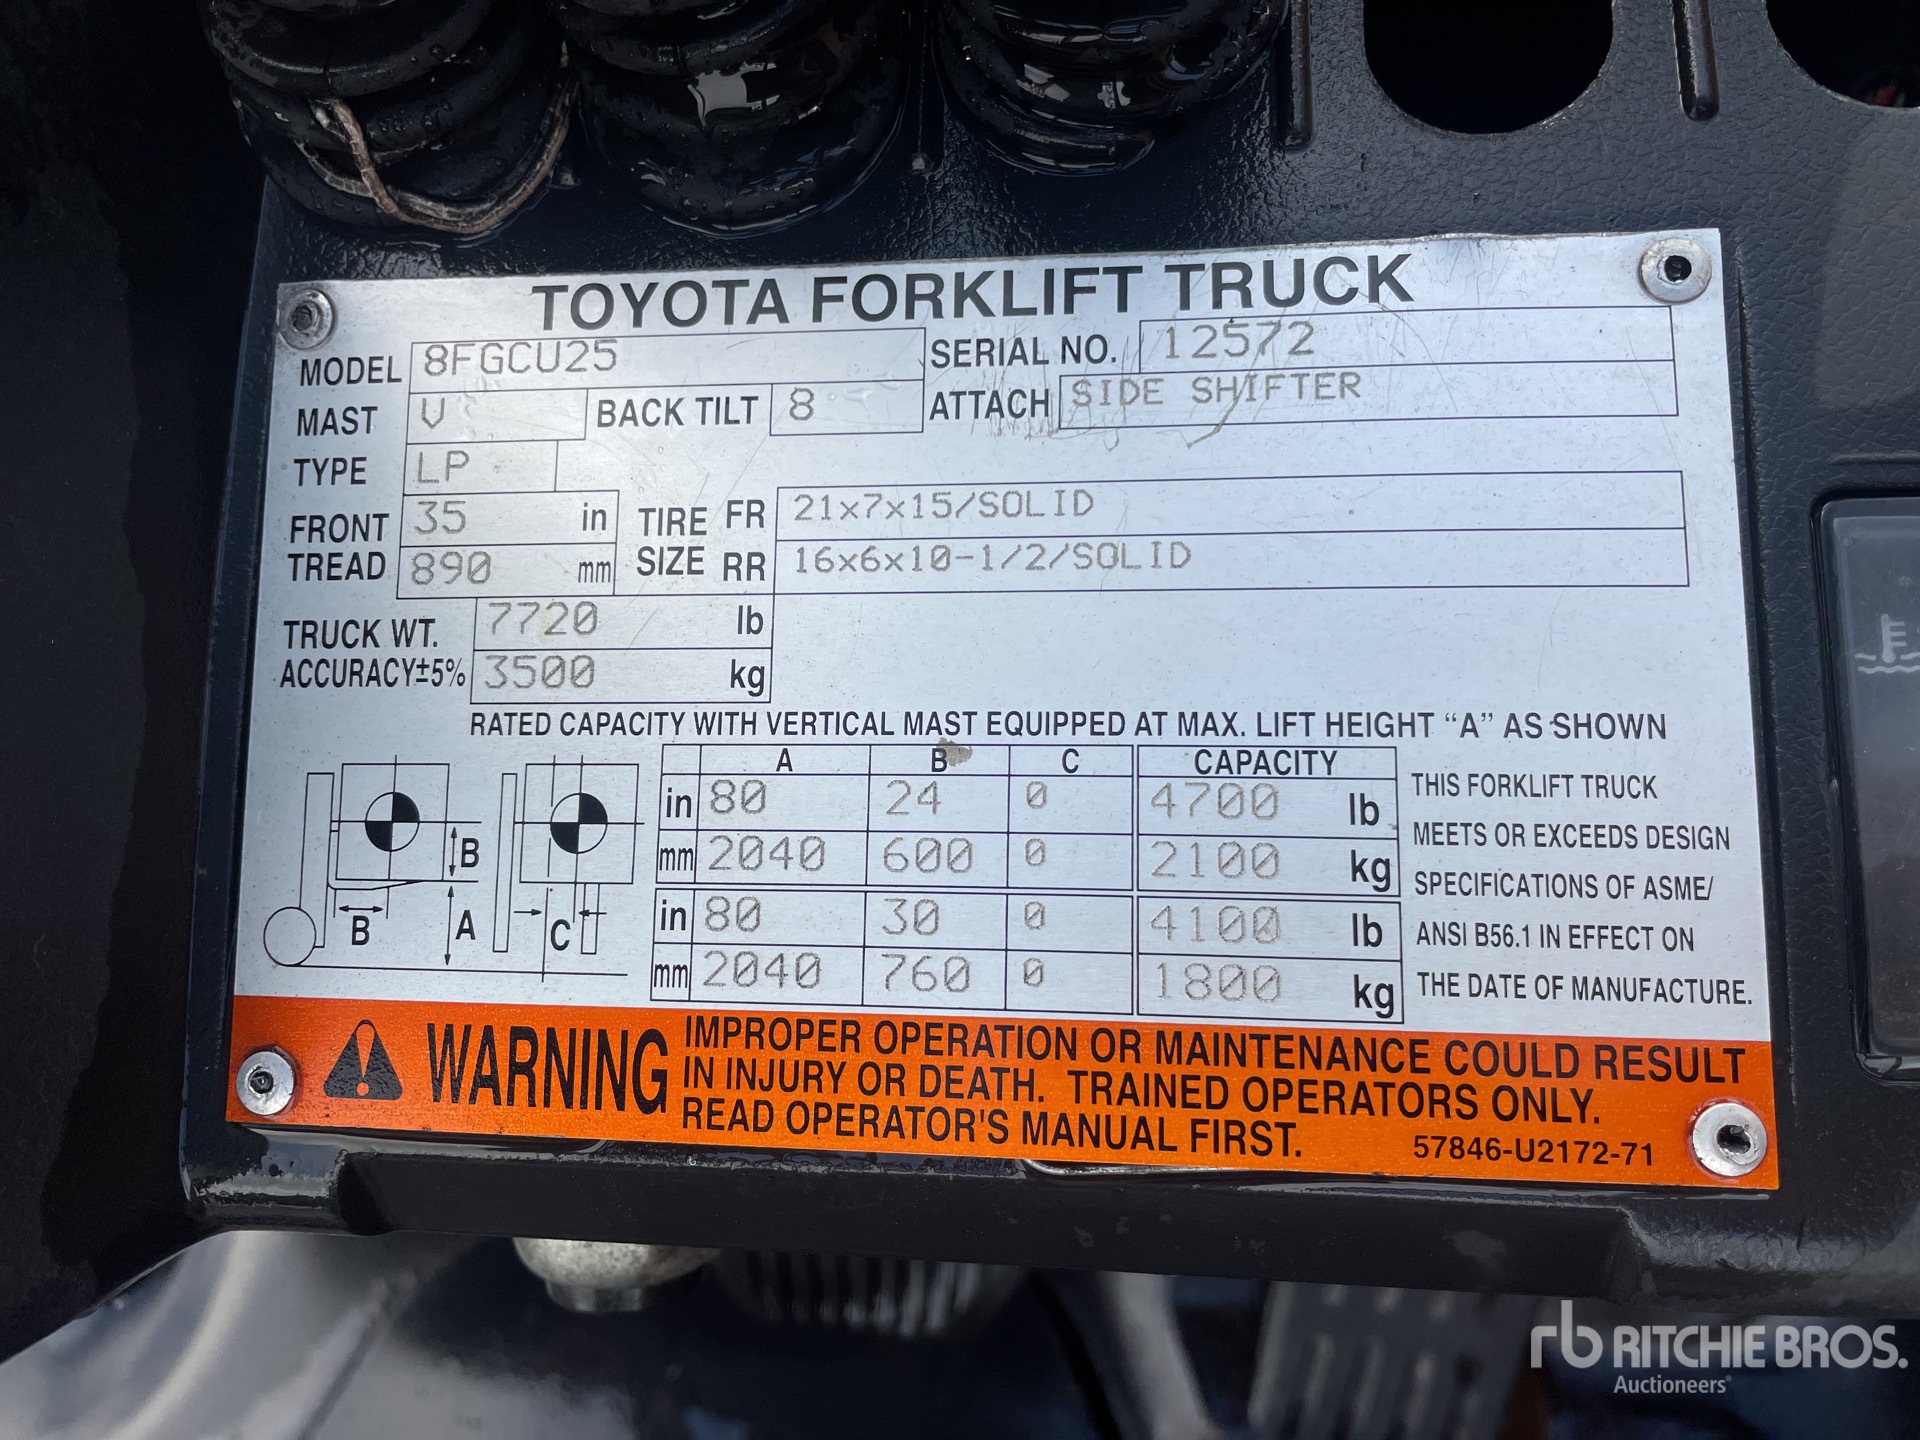 TOYOTA FORKLIFT TRUCK
MODEL 8FGCU25 SERIAL NO. 12572
MAST V BACK TILT 8 ATTACH SIDE SHIFTER
TYPE LP
FRONT TREAD 35 in TIRE SIZE FR 21x7x15/SOLID
890 mm RR 16x6x10-1/2/SOLID
TRUCK WT. 7720 lb
ACCURACY±5% 3500 kg
RATED CAPACITY WITH VERTICAL MAST EQUIPPED AT MAX. LIFT HEIGHT “A” AS SHOWN
A B C CAPACITY
in 80 24 0 4700 lb
mm 2040 600 0 2100 kg
in 80 30 0 4100 lb
mm 2040 760 0 1800 kg
B
B
A
C
THIS FORKLIFT TRUCK
MEETS OR EXCEEDS DESIGN
SPECIFICATIONS OF ASME/
ANSI B56.1 IN EFFECT ON
THE DATE OF MANUFACTURE.
WARNING
IMPROPER OPERATION OR MAINTENANCE COULD RESULT
IN INJURY OR DEATH. TRAINED OPERATORS ONLY.
READ OPERATOR'S MANUAL FIRST.
57846-U2172-71
rb RITCHIE BROS.
Auctioneers